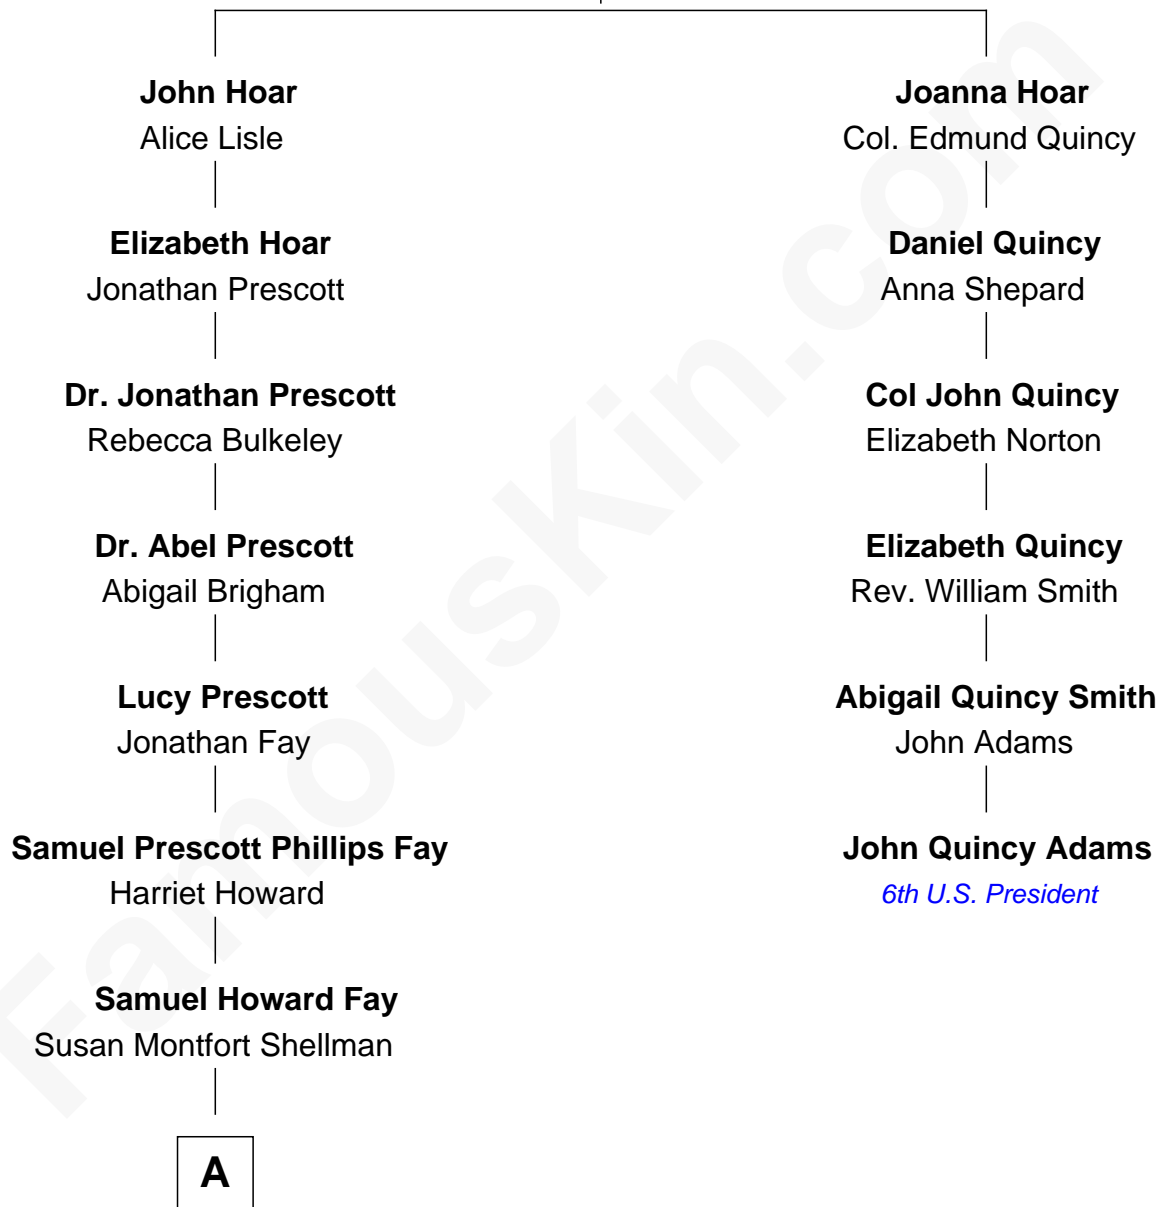 John Hoar
Alice Lisle
Elizabeth Hoar
Jonathan Prescott
Dr. Jonathan Prescott
Rebecca Bulkeley
Dr. Abel Prescott
Abigail Brigham
Lucy Prescott
Jonathan Fay
Samuel Prescott Phillips Fay
Harriet Howard
Samuel Howard Fay
Susan Montfort Shellman
A
Joanna Hoar
Col. Edmund Quincy
Daniel Quincy
Anna Shepard
Col John Quincy
Elizabeth Norton
Elizabeth Quincy
Rev. William Smith
Abigail Quincy Smith
John Adams
John Quincy Adams
6th U.S. President
FamousKin.com